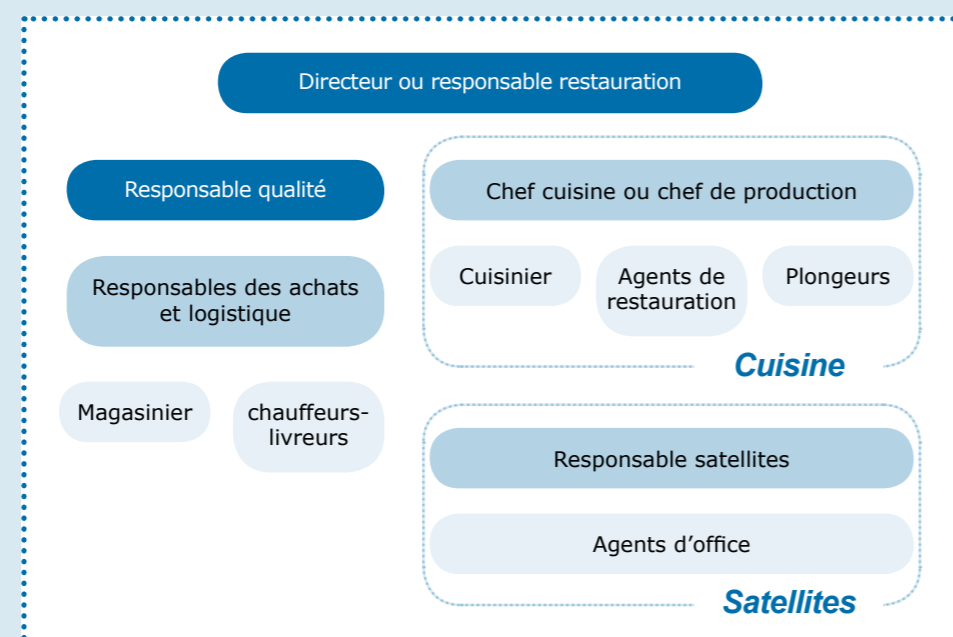 Directeur ou responsable restauration
Responsable qualité
Responsables des achats
et logistique
Magasinier
chauffeurs-
livreurs
Chef cuisine ou chef de production
Cuisinier
Agents de
restauration
Plongeurs
Cuisine
Responsable satellites
Agents d’office
Satellites